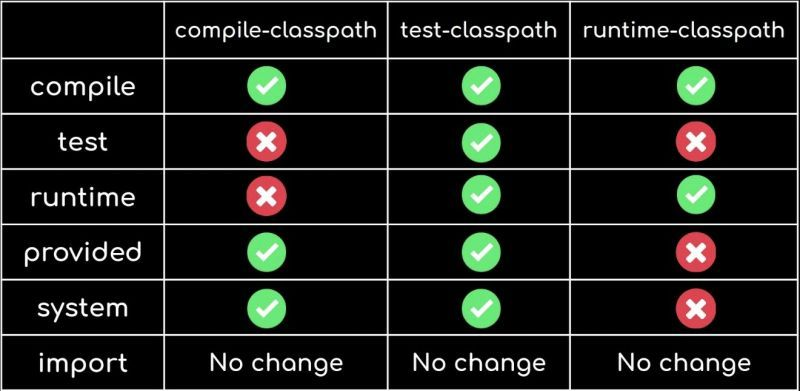 compile-classpath test-classpath runtime-classpath
compile
test
runtime
provided
system
import No change No change No change